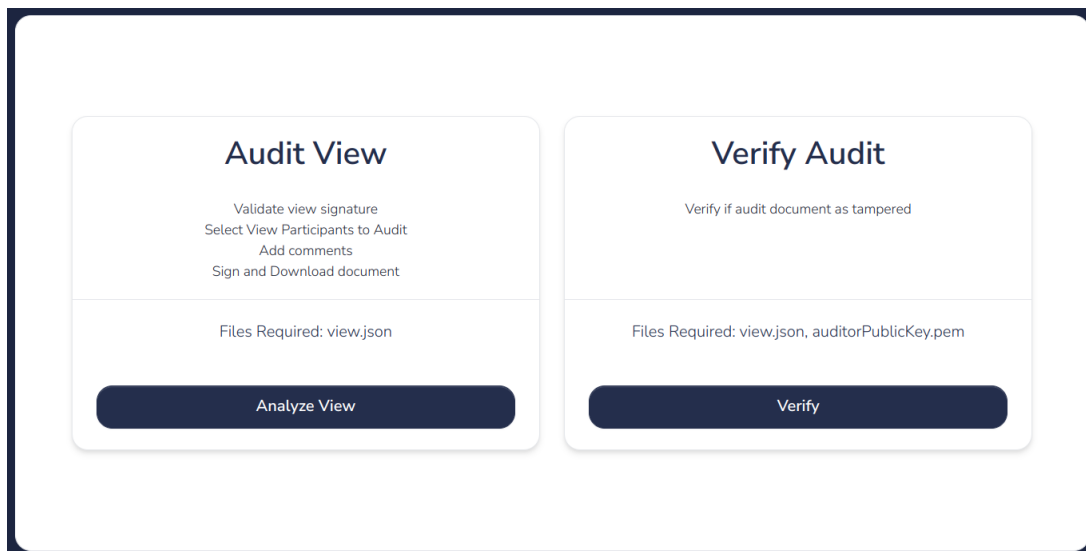 Audit View
Validate view signature
Select View Participants to Audit
Add comments
Sign and Download document
Files Required: view.json
Analyze View
Verify Audit
Verify if audit document as tampered
Files Required: view.json, auditorPublicKey.pem
Verify